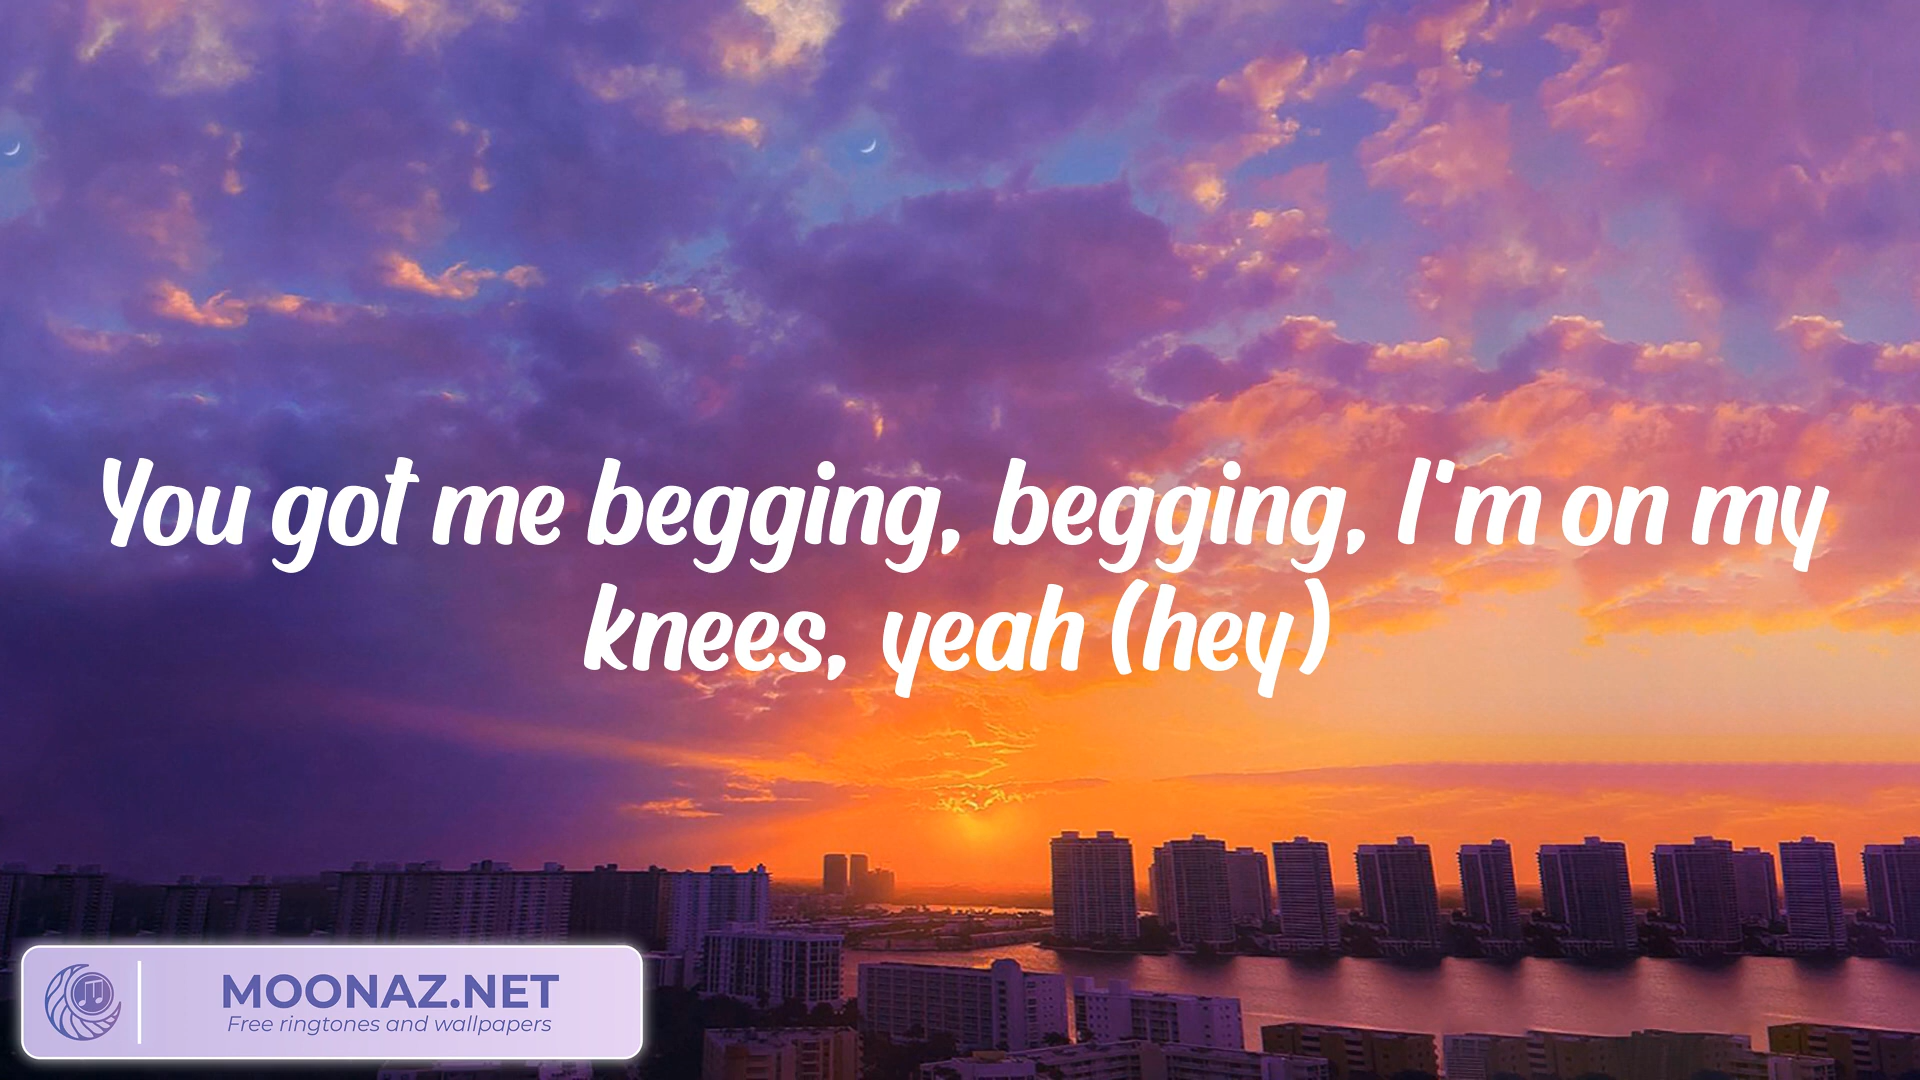 You got me begging, begging, I'm on my
knees, yeah (hey)
MOONAZ.NET
Free ringtones and wallpapers